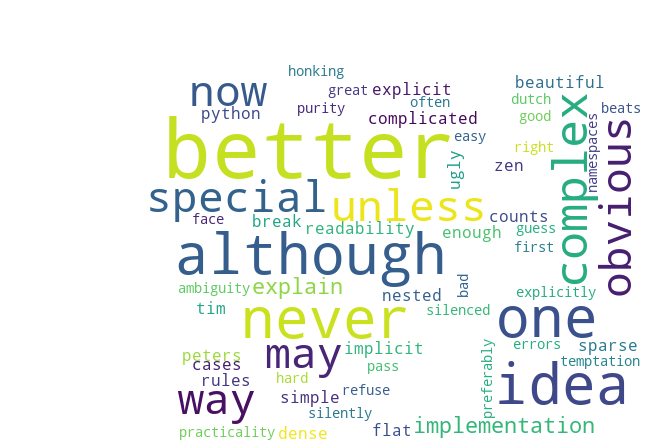 honking
now great explicit beautiful
python purity often dutch beats
complicated good
better easy complex
ugly zen right namespaces obvious
special unless
face break readability counts
enough guess
although first
ambiguity explain nested bad explicitly
tim never silenced one
peters may implicit errors sparse
cases pass preferably temptation
rules hard idea
way simple refuse
silently implementation
practicality dense flat